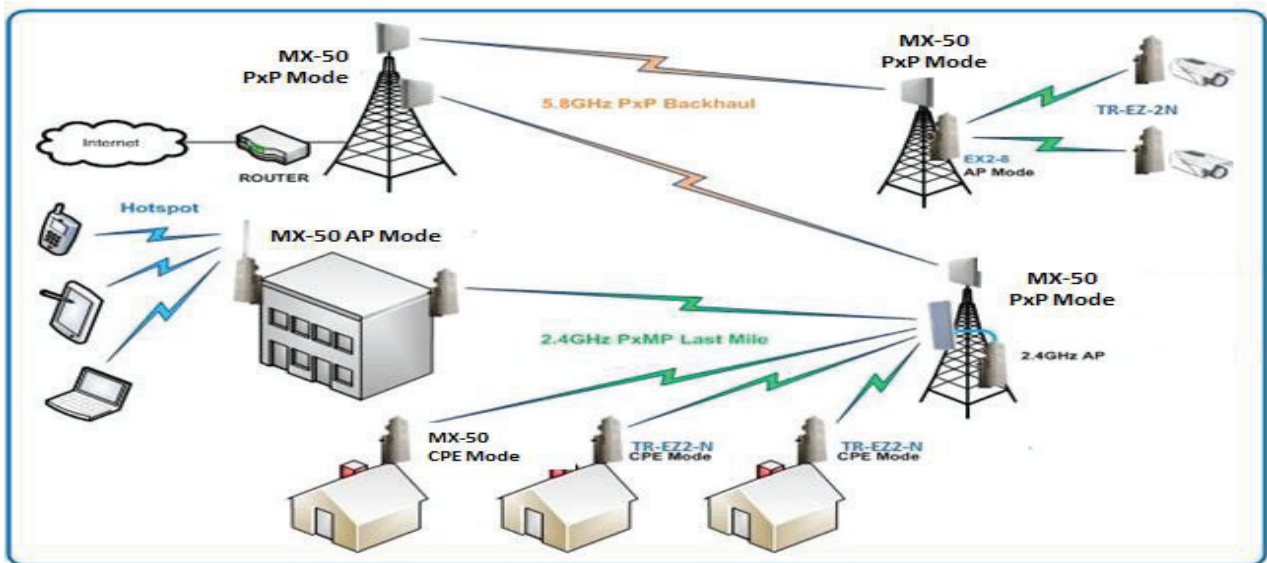 MX-50
PxP Mode
MX-50
PxP Mode
5.8GHz PxP Backhaul
TR-EZ-2N
Internet
ROUTER
EX2-8
AP Mode
Hotspot
MX-50 AP Mode
MX-50
PxP Mode
2.4GHz PxMP Last Mile
2.4GHz AP
MX-50
CPE Mode
TR-EZ2-N
CPE Mode
TR-EZ2-N
CPE Mode